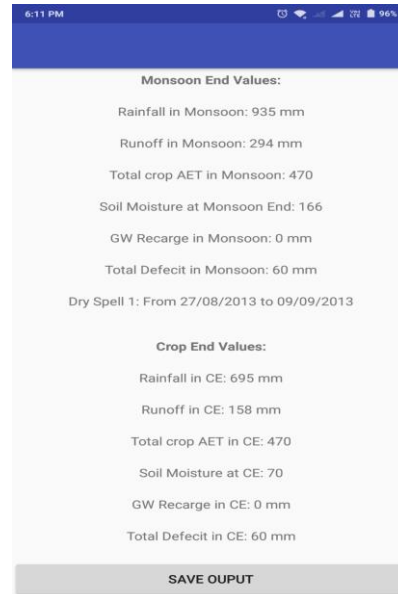 6:11 PM 96%
Monsoon End Values:
Rainfall in Monsoon: 935 mm
Runoff in Monsoon: 294 mm
Total crop AET in Monsoon: 470
Soil Moisture at Monsoon End: 166
GW Recarge in Monsoon: 0 mm
Total Defecit in Monsoon: 60 mm
Dry Spell 1: From 27/08/2013 to 09/09/2013
Crop End Values:
Rainfall in CE: 695 mm
Runoff in CE: 158 mm
Total crop AET in CE: 470
Soil Moisture at CE: 70
GW Recarge in CE: 0 mm
Total Defecit in CE: 60 mm
SAVE OUPUT